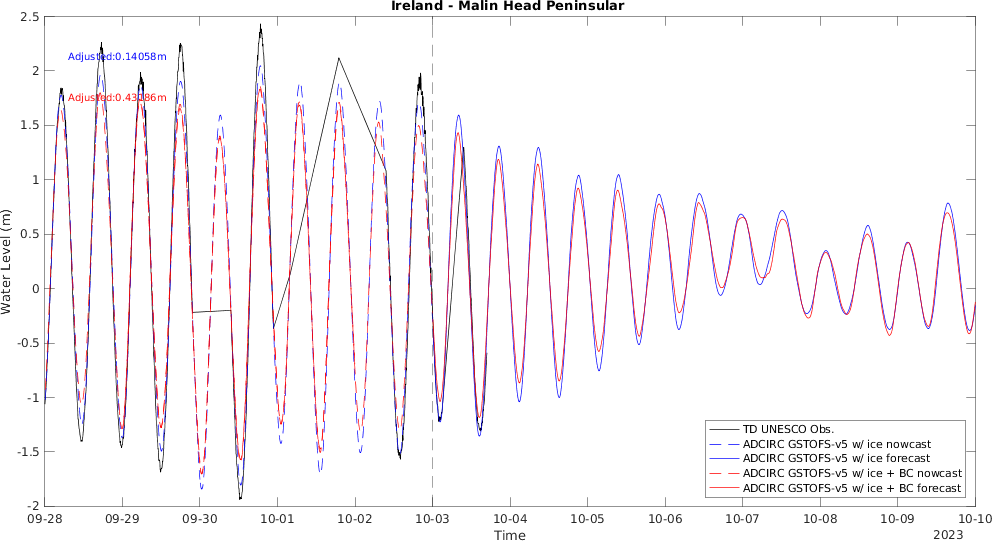 Ireland - Malin Head Peninsular
Water Level (m)
2.5
2
1.5
1
0.5
0
-0.5
-1
-1.5
-2
Adjusted:0.14058m
Adjusted:0.43186m
TD UNESCO Obs.
ADCIRC GSTOFS-v5 w/ ice nowcast
ADCIRC GSTOFS-v5 w/ ice forecast
ADCIRC GSTOFS-v5 w/ ice + BC nowcast
ADCIRC GSTOFS-v5 w/ ice + BC forecast
09-28 09-29 09-30 10-01 10-02 10-03 10-04 10-05 10-06 10-07 10-08 10-09 10-10
Time
2023